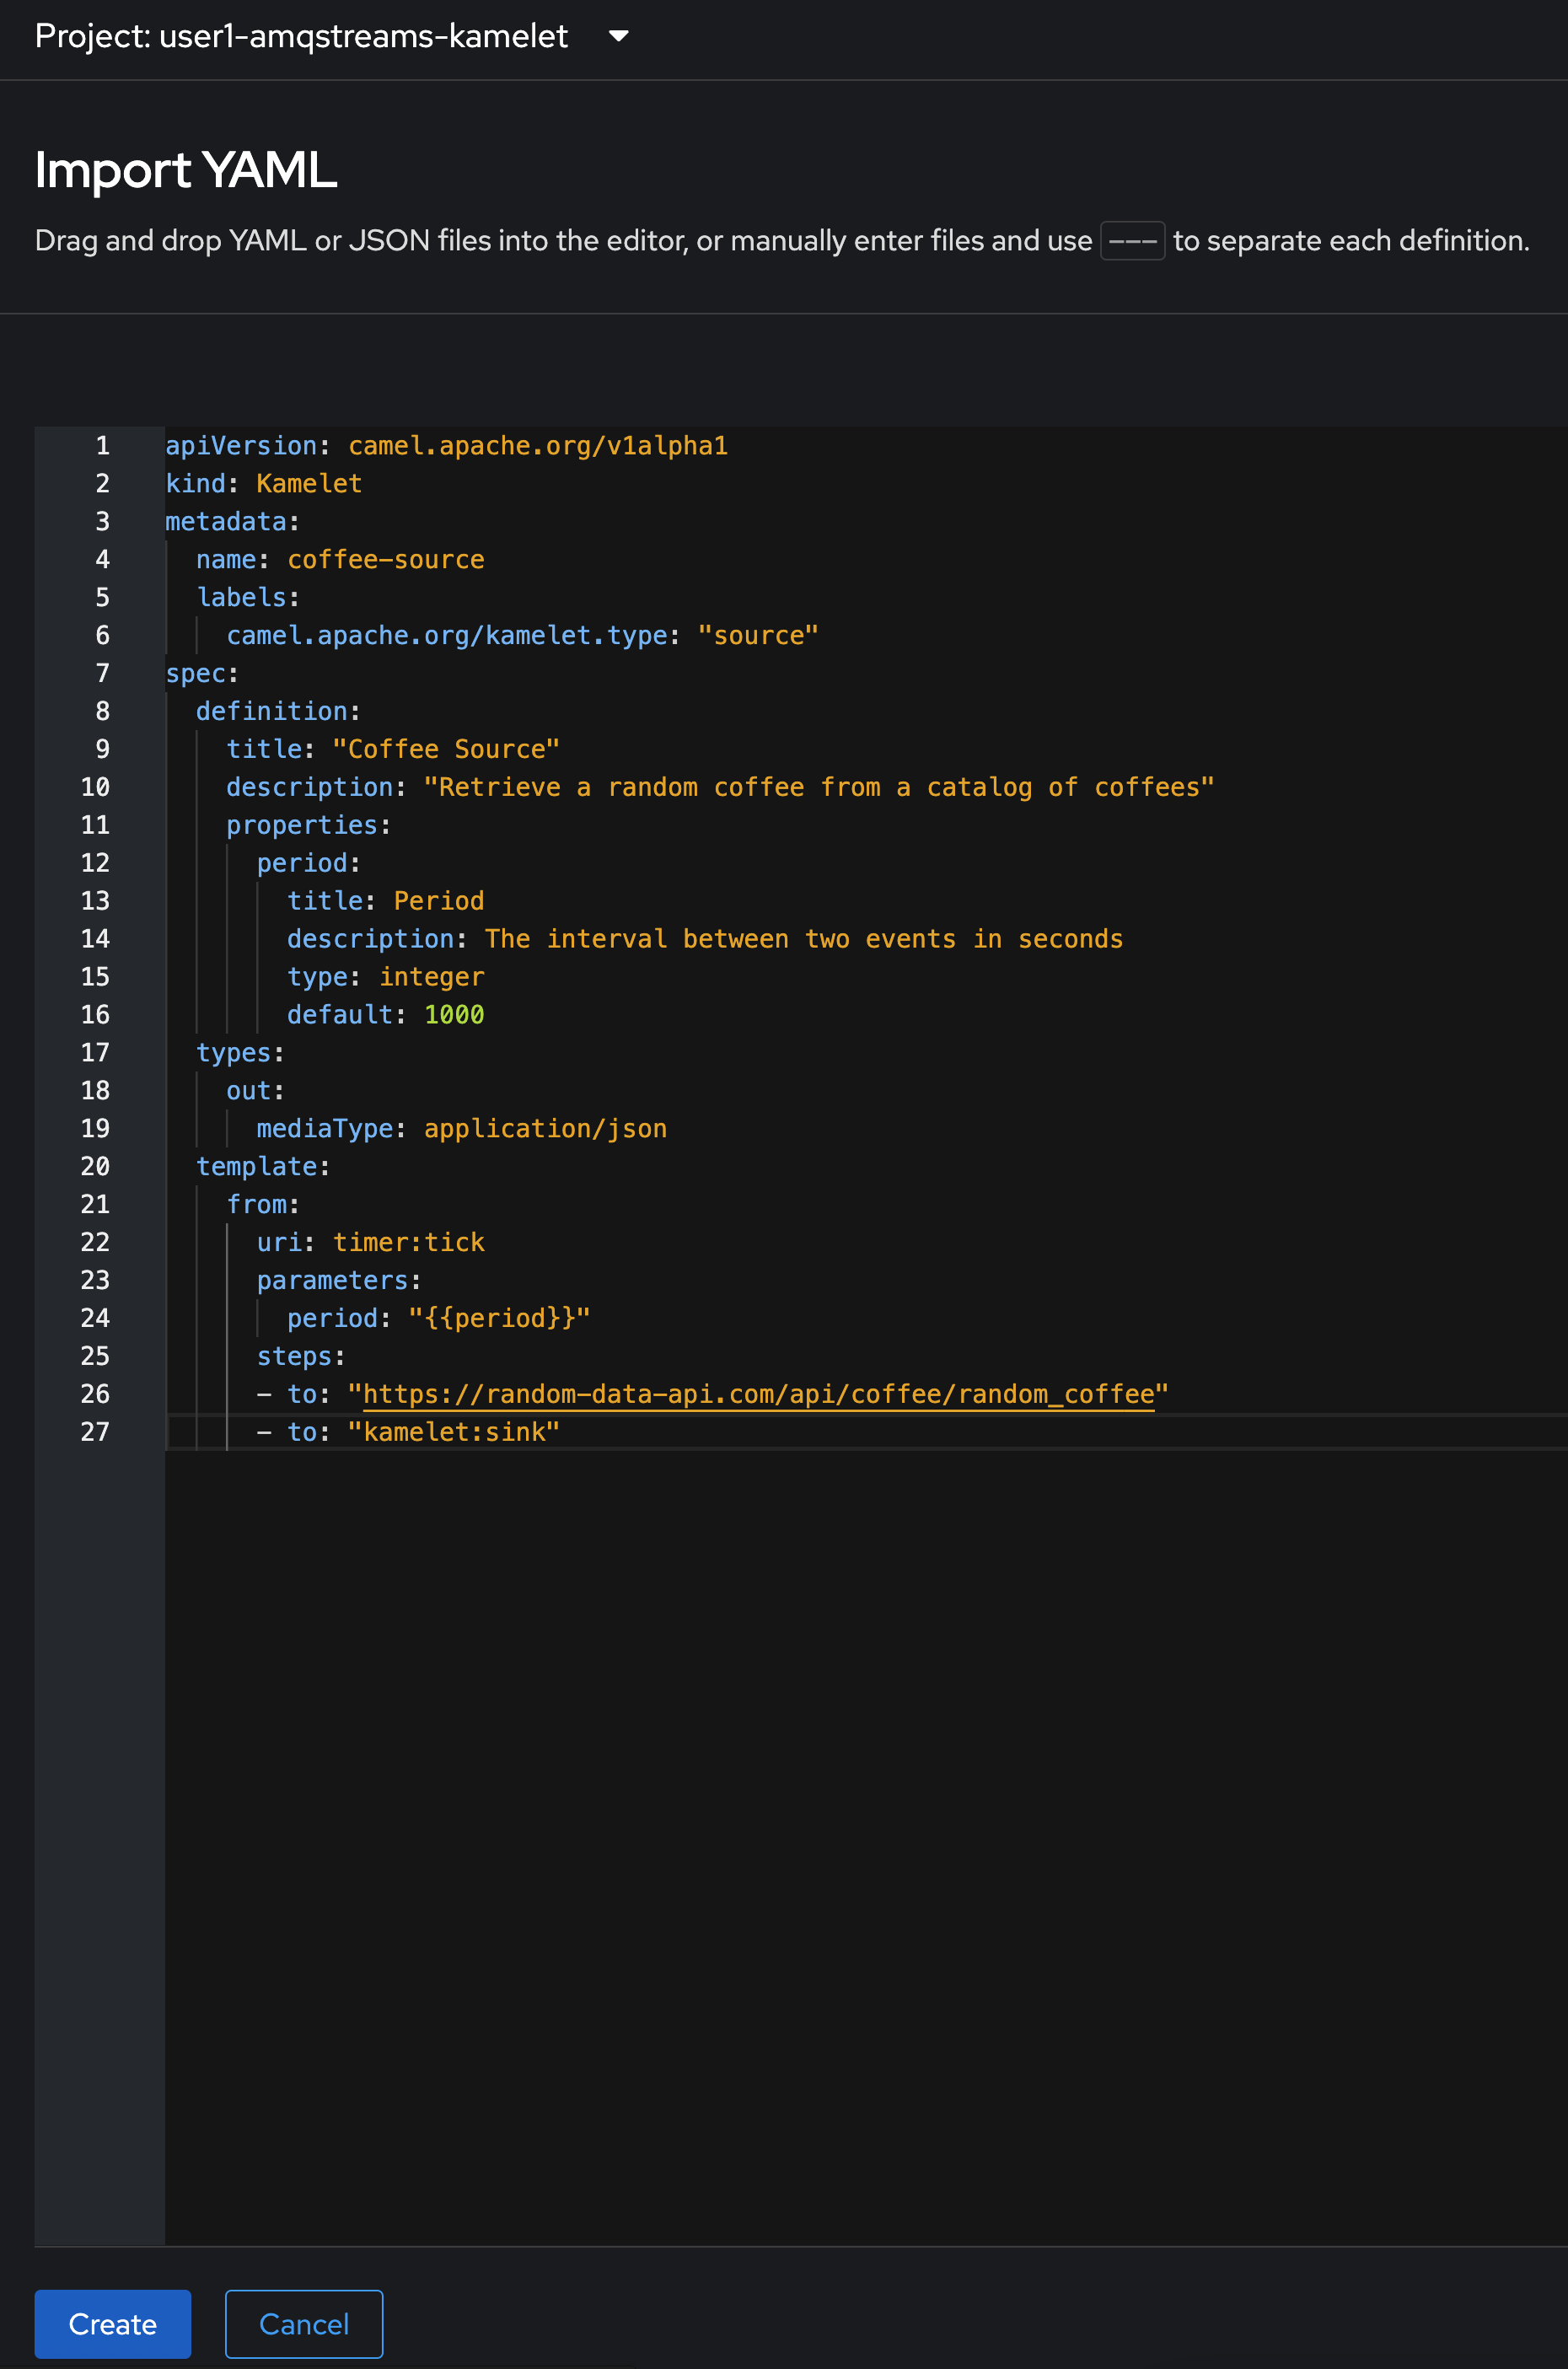 Project: user1-amqstreams-kamelet
Import YAML
Drag and drop YAML or JSON files into the editor, or manually enter files and use --- to separate each definition.
1 apiVersion: camel.apache.org/v1alpha1
2 kind: Kamelet
3 metadata:
4   name: coffee-source
5   labels:
6     camel.apache.org/kamelet.type: "source"
7 spec:
8   definition:
9     title: "Coffee Source"
10     description: "Retrieve a random coffee from a catalog of coffees"
11     properties:
12       period:
13         title: Period
14         description: The interval between two events in seconds
15         type: integer
16         default: 1000
17   types:
18     out:
19       mediaType: application/json
20   template:
21     from:
22       uri: timer:tick
23       parameters:
24         period: "{{period}}"
25       steps:
26       - to: "https://random-data-api.com/api/coffee/random_coffee"
27       - to: "kamelet:sink"
Create Cancel